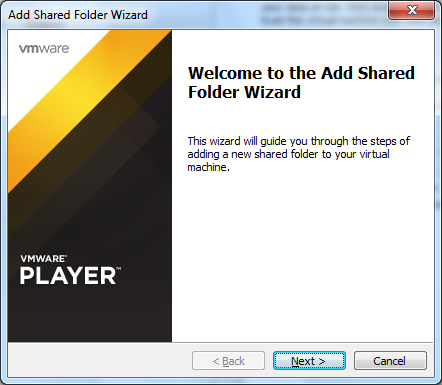 Add Shared Folder Wizard
vmware
Welcome to the Add Shared
Folder Wizard
This wizard will guide you through the steps of
adding a new shared folder to your virtual
machine.
VMWARE®
PLAYER™
< Back
Next >
Cancel